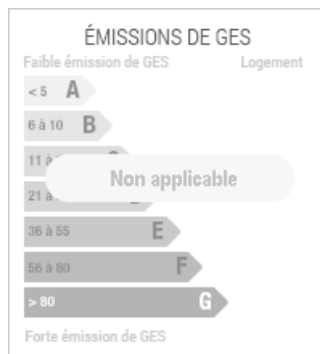 ÉMISSIONS DE GES
Faible émission de GES Logement
< 5 A
6 à 10 B
11 à
Non applicable
21 à
36 à 55 E
56 à 80 F
> 80 G
Forte émission de GES